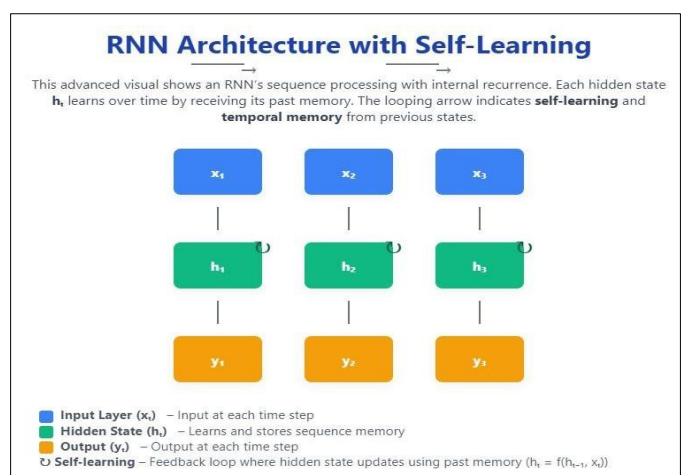 RNN Architecture with Self-Learning
This advanced visual shows an RNN's sequence processing with internal recurrence. Each hidden state
hₜ learns over time by receiving its past memory. The looping arrow indicates self-learning and
temporal memory from previous states.
x₁ x₂ x₃
h₁ ↻ h₂ ↻ h₃ ↻
y₁ y₂ y₃
Input Layer (xₜ) – Input at each time step
Hidden State (hₜ) – Learns and stores sequence memory
Output (yₜ) – Output at each time step
↻ Self-learning – Feedback loop where hidden state updates using past memory (hₜ = f(hₜ₋₁, xₜ))